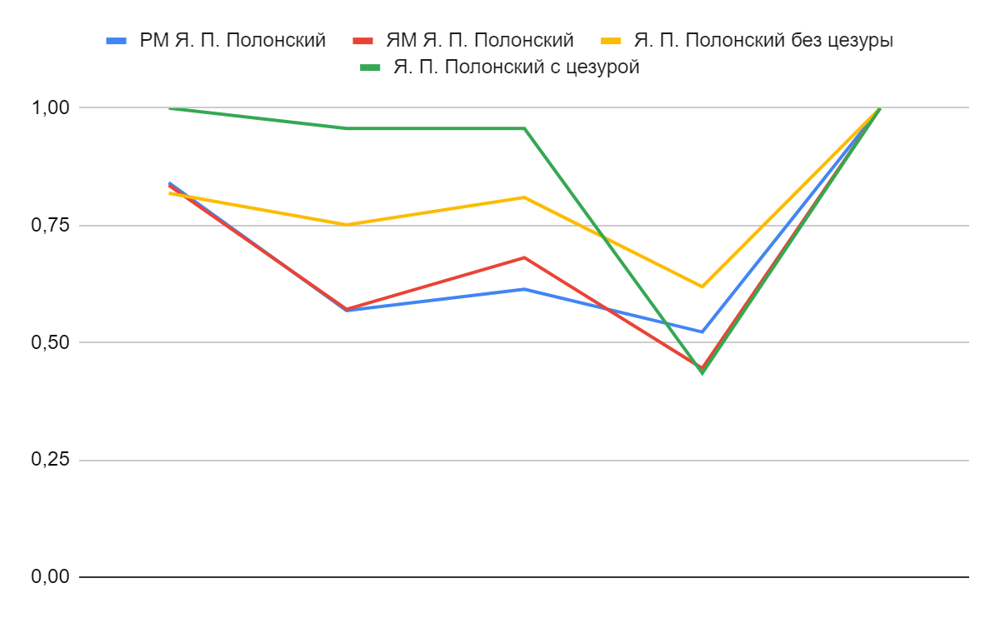 РМ Я. П. Полонский ЯМ Я. П. Полонский Я. П. Полонский без цезуры
Я. П. Полонский с цезурой
1,00
0,75
0,50
0,25
0,00